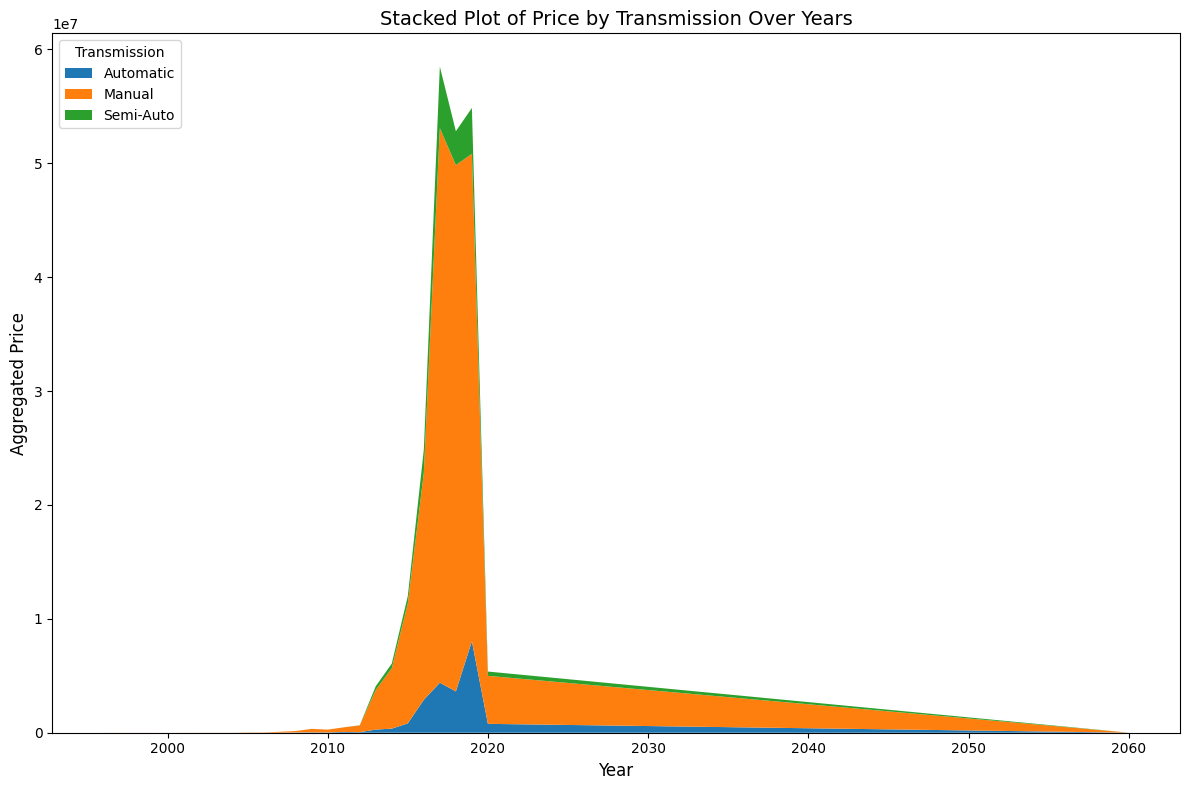 Stacked Plot of Price by Transmission Over Years
1e7
Transmission
Automatic
Manual
Semi-Auto
6
5
4
3
2
1
0
Aggregated Price
2000 2010 2020 2030 2040 2050 2060
Year